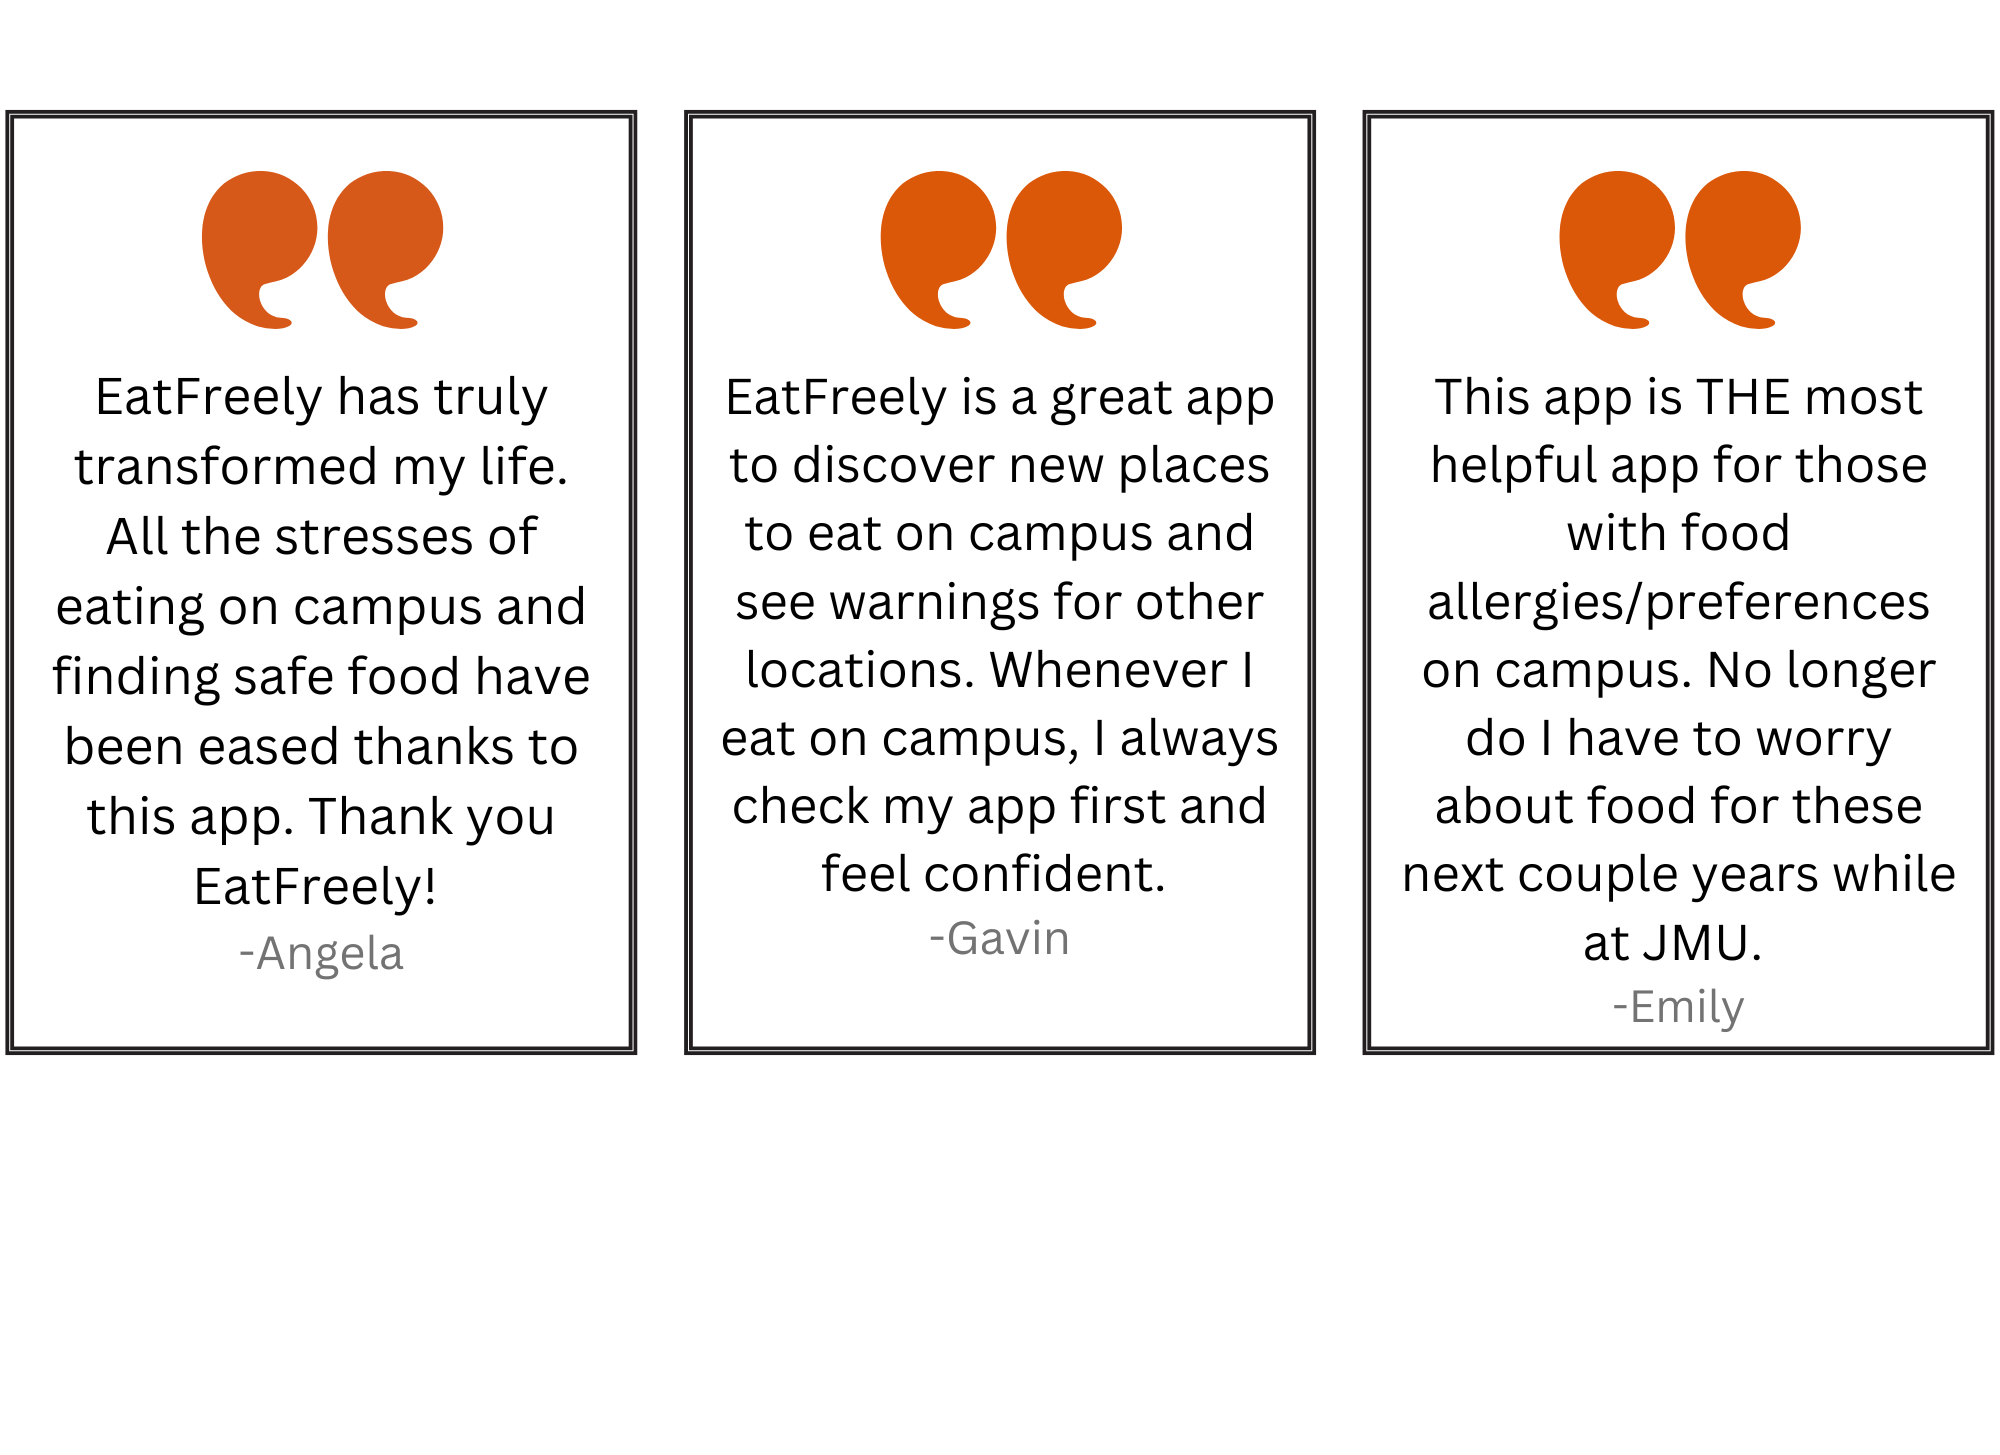 EatFreely has truly
transformed my life.
All the stresses of
eating on campus and
finding safe food have
been eased thanks to
this app. Thank you
EatFreely!
-Angela
EatFreely is a great app
to discover new places
to eat on campus and
see warnings for other
locations. Whenever I
eat on campus, I always
check my app first and
feel confident.
-Gavin
This app is THE most
helpful app for those
with food
allergies/preferences
on campus. No longer
do I have to worry
about food for these
next couple years while
at JMU.
-Emily